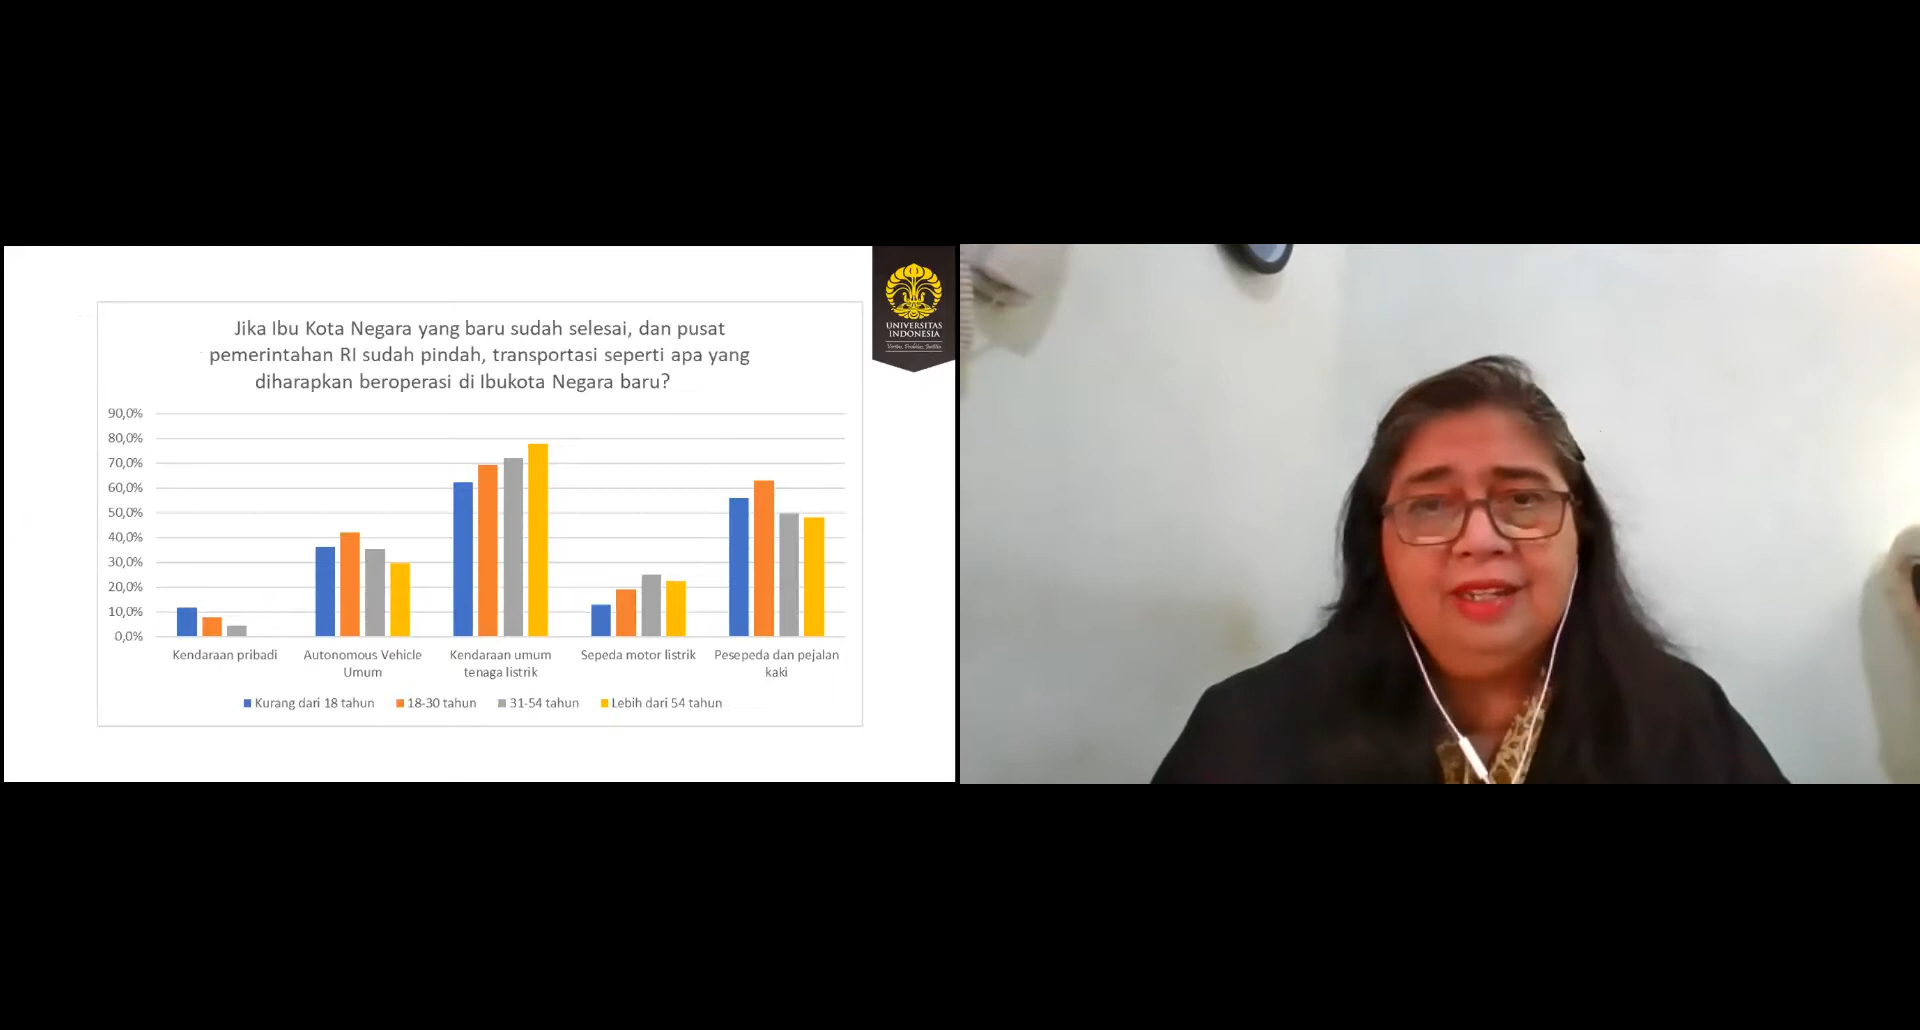 Jika Ibu Kota Negara yang baru sudah selesai, dan pusat
pemerintahan RI sudah pindah, transportasi seperti apa yang
diharapkan beroperasi di Ibukota Negara baru?
90,0%
80,0%
70,0%
60,0%
50,0%
40,0%
30,0%
20,0%
10,0%
0,0%
Kendaraan pribadi
Autonomous Vehicle
Umum
Kendaraan umum
tenaga listrik
Sepeda motor listrik
Pesepeda dan pejalan
kaki
Kurang dari 18 tahun
18-30 tahun
31-54 tahun
Lebih dari 54 tahun
UNIVERSITAS
INDONESIA